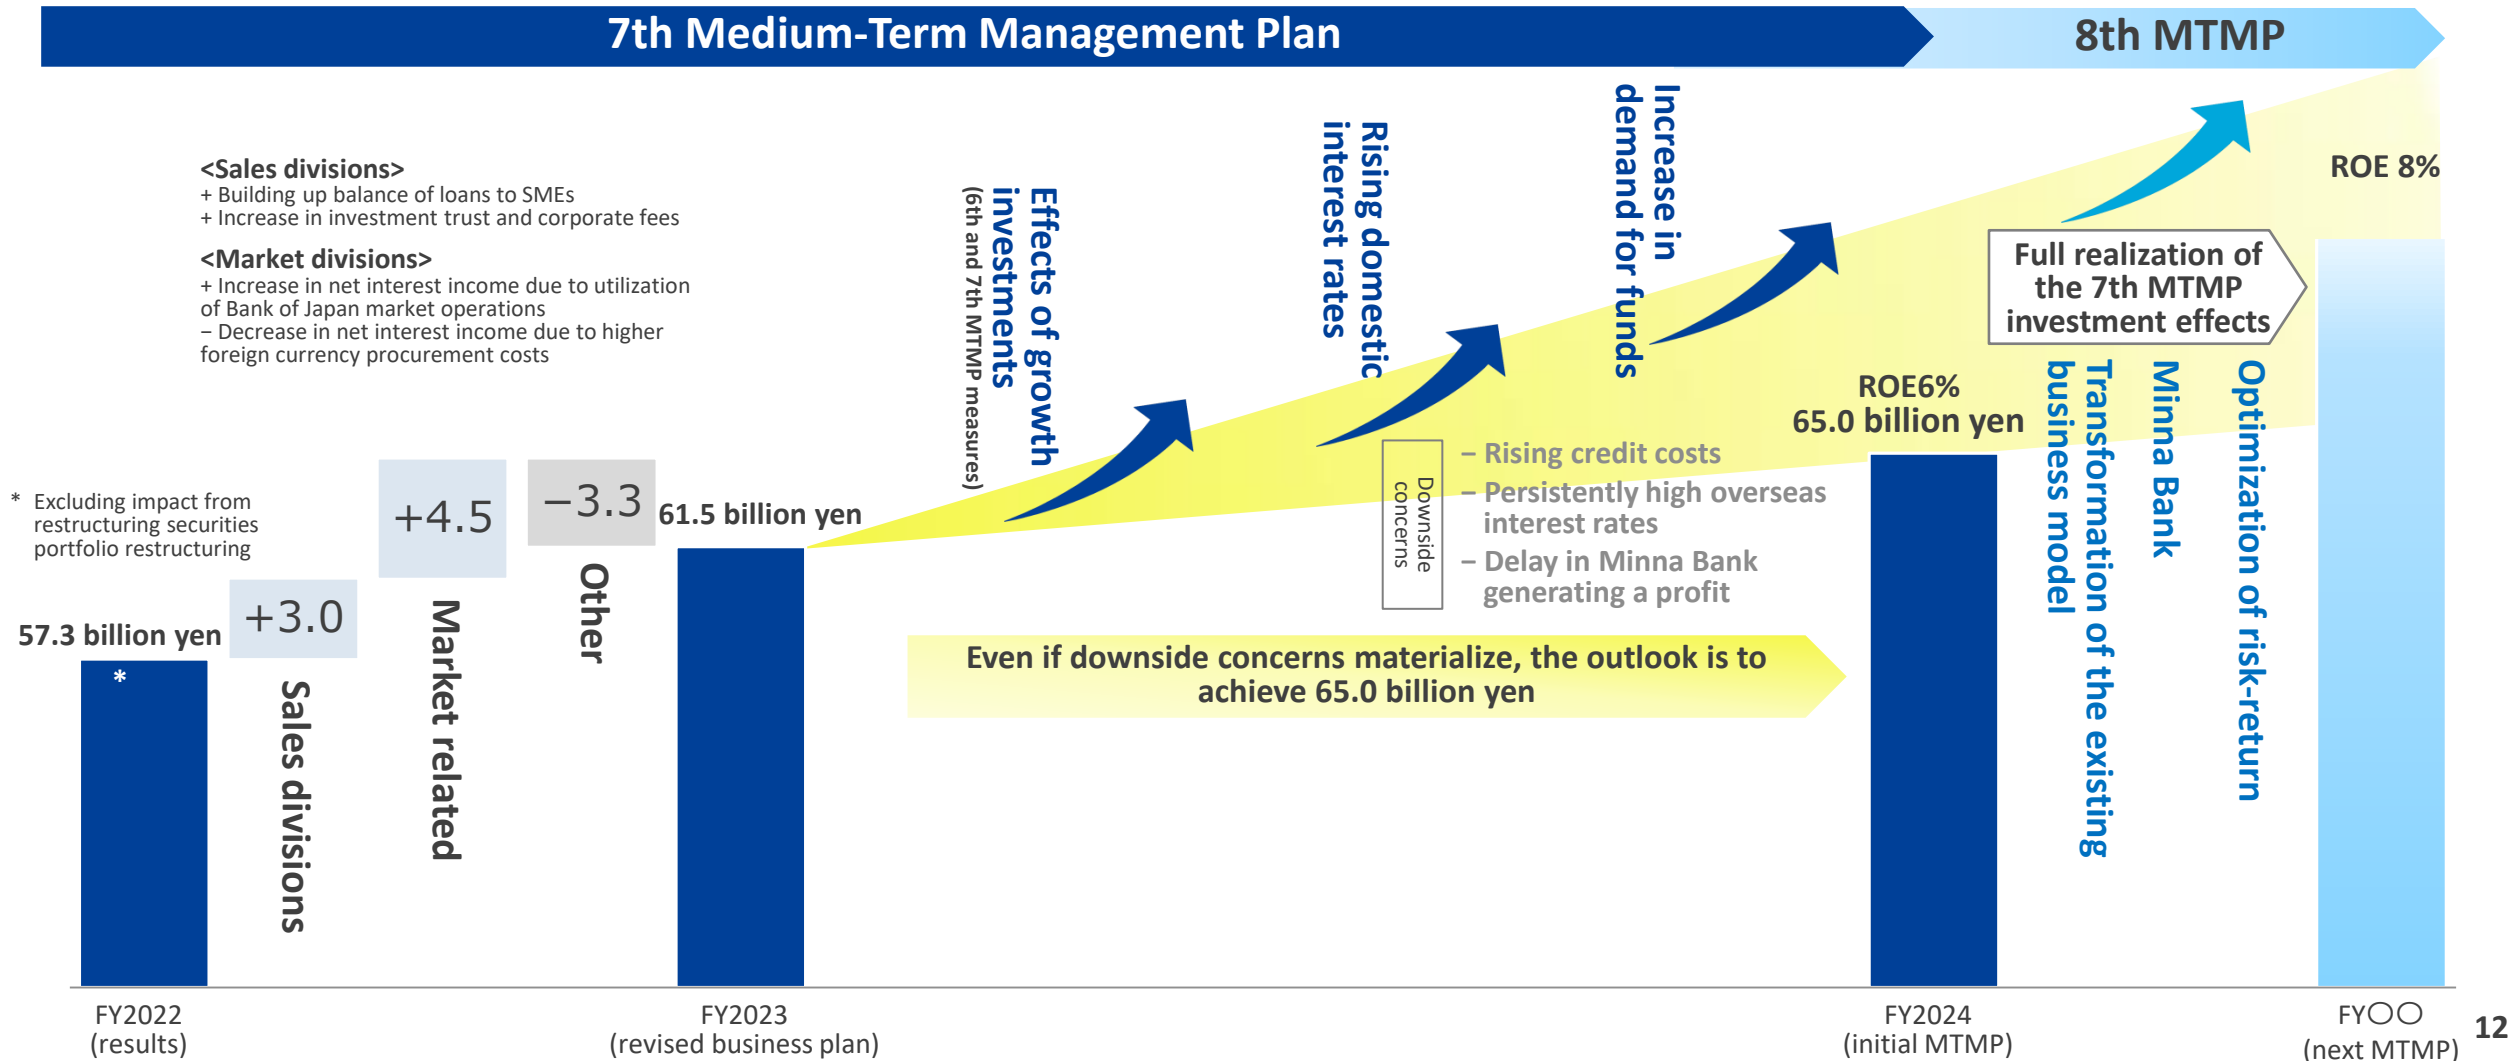 7th Medium-Term Management Plan
8th MTMP
<Sales divisions>
+ Building up balance of loans to SMEs
+ Increase in investment trust and corporate fees
<Market divisions>
+ Increase in net interest income due to utilization
of Bank of Japan market operations
− Decrease in net interest income due to higher
foreign currency procurement costs
Effects of growth
investments
(6th and 7th MTMP measures)
Rising domestic
interest rates
Increase in
demand for funds
ROE 8%
Full realization of
the 7th MTMP
investment effects
ROE6%
65.0 billion yen
Transformation of the existing
business model
Minna Bank
Optimization of risk-return
Downside
concerns
− Rising credit costs
− Persistently high overseas
interest rates
− Delay in Minna Bank
generating a profit
* Excluding impact from
restructuring securities
portfolio restructuring
57.3 billion yen
*
+3.0
Sales divisions
+4.5
Market related
−3.3
Other
61.5 billion yen
Even if downside concerns materialize, the outlook is to
achieve 65.0 billion yen
FY2022
(results)
FY2023
(revised business plan)
FY2024
(initial MTMP)
FY〇〇
(next MTMP)
12